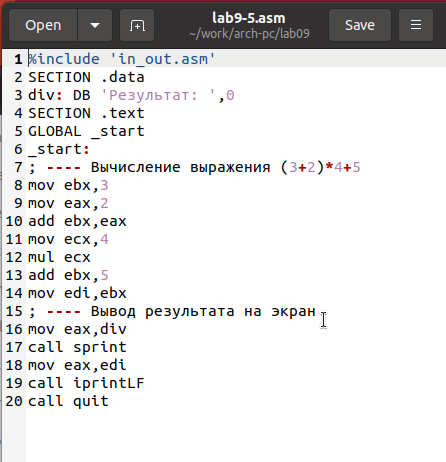 Open
lab9-5.asm
~/work/arch-pc/lab09
Save
1 %include 'in_out.asm'
2 SECTION .data
3 div: DB 'Результат: ',0
4 SECTION .text
5 GLOBAL _start
6 _start:
7 ; ---- Вычисление выражения (3+2)*4+5
8 mov ebx,3
9 mov eax,2
10 add ebx,eax
11 mov ecx,4
12 mul ecx
13 add ebx,5
14 mov edi,ebx
15 ; ---- Вывод результата на экран
16 mov eax,div
17 call sprint
18 mov eax,edi
19 call iprintLF
20 call quit